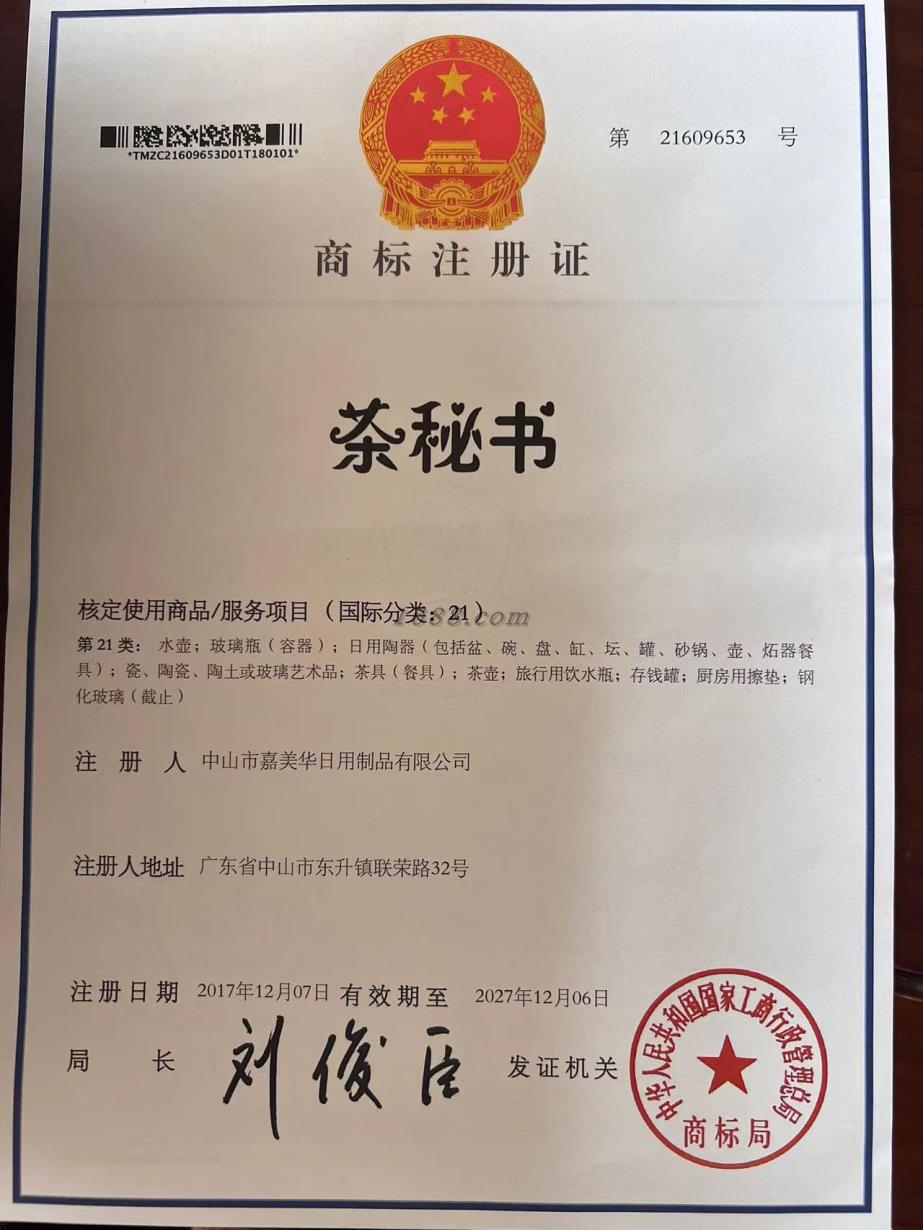 *TMZC21609653D01T180101*
第 21609653 号
商标注册证
茶秘书
核定使用商品/服务项目（国际分类：21）
1688.com
第21类：水壶；玻璃瓶（容器）；日用陶器（包括盆、碗、盘、缸、坛、罐、砂锅、壶、炻器餐
具）；瓷、陶瓷、陶土或玻璃艺术品；茶具（餐具）；茶壶；旅行用饮水瓶；存钱罐；厨房用擦垫；钢
化玻璃（截止）
注册人 中山市嘉美华日用制品有限公司
注册人地址 广东省中山市东升镇联荣路32号
注册日期 2017年12月07日 有效期至 2027年12月06日
局长 刘俊臣 发证机关
中华人民共和国国家工商行政管理总局
商标局